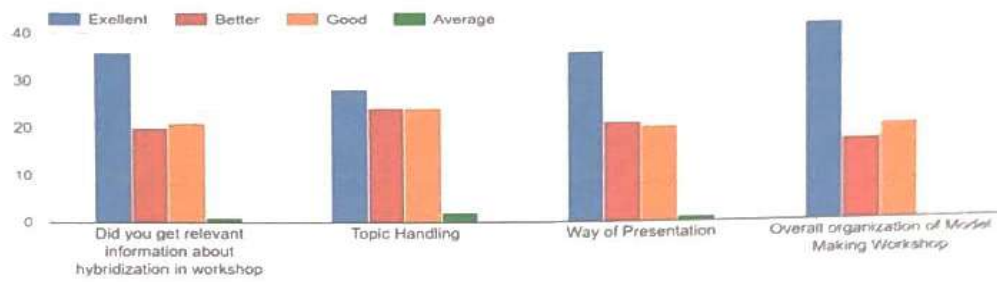 Exellent Better Good Average
40
30
20
10
0
Did you get relevant
information about
hybridization in workshop
Topic Handling
Way of Presentation
Overall organization of Model
Making Workshop